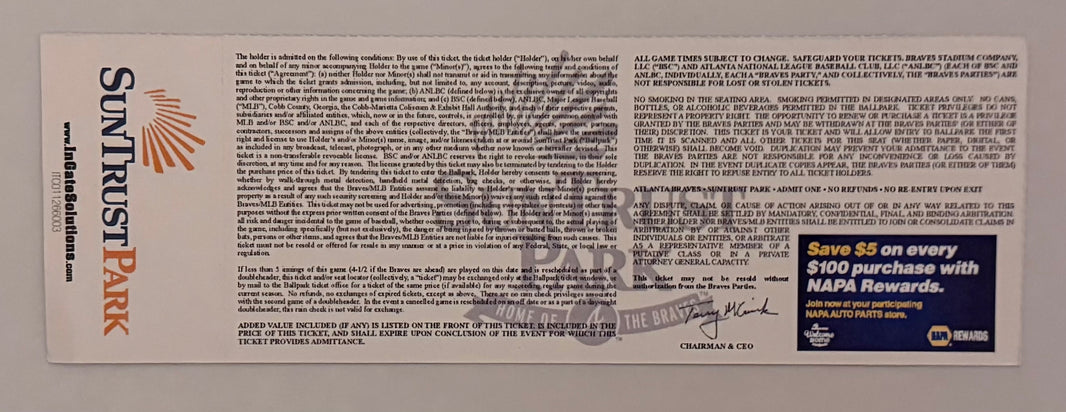 SUNTRUST PARK
www.InGateSolutions.com
The holder is admitted on the following conditions: By use of this ticket, the ticket holder ("Holder"), on his own behalf
and on behalf of any minor accompanying Holder to the game ("Minor(s)"), agrees to the following terms and conditions of
this ticket ("Agreement"): (a) neither Holder nor Minor(s) shall not transmit or aid in transmitting
game to which the ticket grants admission, including, but not limited to, any account, description, video, audio,
reproduction or other information concerning the game; (b) ANLBC (defined below)
and other proprietary rights in the game and game information; and (c) BSC (defined below), ANLBC, Major League Baseball
("MLB"), Cobb County, Georgia, the Cobb-Marietta Coliseum & Exhibit Hall Authority, and each of their respective parents,
subsidiaries and/or affiliated entities, which, now or in the future, controls, are controlled by, or are under common control with
MLB and/or BSC and/or ANLBC, and each of the respective directors, officers, employees, agents, sponsors, partners,
contractors, successors and assigns of the above entities (collectively, the "Braves/MLB Entities")
right and license to use Holder's and/or Minor(s) name, image, and/or likeness taken at or around SunTrust Park ("Ballpark")
as included in any broadcast, telecast, photograph, or in any other medium whether now known or hereafter devised. This
ticket is a non-transferable revocable license. BSC and/or ANLBC reserves the right to revoke such license, in their sole
discretion, at any time and for any reason. The license granted by this ticket may also be terminated by tendering to the Holder
the purchase price of this ticket. By tendering this ticket to enter the Ballpark, Holder hereby consents to any screening,
whether by walk-through metal detection, handheld metal detection, bag checks, or otherwise, and Holder hereby
acknowledges and agrees that the Braves/MLB Entities assume no liability to Holder
property as a result of any such security screening and Holder
Braves/MLB Entities. This ticket may not be used for advertising, promotion
purposes without the express prior written consent of the Braves Parties (defined below). The Holder and/or Minor(s) assumes
all risk and danger incidental to the game of baseball, whether occurring prior to, during or subsequent to, the actual playing of
the game, including specifically (but not exclusively), the danger of being injured by thrown or batted balls, thrown or broken
bats, persons or other items, and agrees that the Braves/MLB Entities are not liable for injuries resulting from such causes. This
ticket must not be resold or offered for resale in any manner or at a price in violation of any Federal, State, or local law or
regulation.
If less than 5 innings of this game (4-1/2 if the Braves are ahead) are played on this date and is rescheduled as part of a
doubleheader, this ticket and/or seat locator (collectively, a "ticket") may be exchanged only at the Ballpark ticket windows, or
by mail to the Ballpark ticket office for a ticket of the same price (if available) for any
current season. No refunds, no exchanges of expired tickets, except as above. There are no rain check privileges associated
with the second game of a doubleheader. In the event a cancelled game is rescheduled on an off date or as a part of a day-night
doubleheader, this rain check is not valid for exchange.
ADDED VALUE INCLUDED (IF ANY) IS LISTED ON THE FRONT OF THIS TICKET, IS INCLUDED IN THE
PRICE OF THIS TICKET, AND SHALL EXPIRE UPON CONCLUSION OF THE EVENT FOR WHICH THIS
TICKET PROVIDES ADMITTANCE.
ALL GAME TIMES SUBJECT TO CHANGE. SAFEGUARD YOUR TICKETS. BRAVES STADIUM COMPANY,
LLC ("BSC") AND ATLANTA NATIONAL LEAGUE BASEBALL CLUB, LLC ("ANLBC") (EACH OF BSC AND
ANLBC, INDIVIDUALLY, EACH A "BRAVES PARTY," AND COLLECTIVELY, THE "BRAVES PARTIES") ARE
NOT RESPONSIBLE FOR LOST OR STOLEN TICKETS.
NO SMOKING IN THE SEATING AREA. SMOKING PERMITTED IN DESIGNATED AREAS ONLY. NO CANS,
BOTTLES, OR ALCOHOLIC BEVERAGES PERMITTED IN THE BALLPARK. TICKET PRIVILEGES DO NOT
REPRESENT A PROPERTY RIGHT. THE OPPORTUNITY TO RENEW OR PURCHASE A TICKET IS A PRIVILEGE
GRANTED BY THE BRAVES PARTIES AND MAY BE WITHDRAWN AT THE BRAVES PARTIES' (OR EITHER OF
THEIR) DISCRETION. THIS TICKET IS YOUR TICKET AND WILL ALLOW ENTRY TO BALLPARK THE FIRST
TIME IT IS SCANNED AND ALL OTHER TICKETS FOR THIS SEAT (WHETHER PAPER, DIGITAL, OR
OTHERWISE) SHALL BECOME VOID. DUPLICATION MAY PREVENT YOUR ADMITTANCE TO THE EVENT.
THE BRAVES PARTIES ARE NOT RESPONSIBLE FOR ANY INCONVENIENCE OR LOSS CAUSED BY
DUPLICATION. IN THE EVENT DUPLICATE COPIES APPEAR, THE BRAVES PARTIES (OR EITHER OF THEM)
RESERVE THE RIGHT TO REFUSE ENTRY TO ALL TICKET HOLDERS.
ATLANTA BRAVES • SUNTRUST PARK • ADMIT ONE • NO REFUNDS • NO RE-ENTRY UPON EXIT
ANY DISPUTE, CLAIM, OR CAUSE OF ACTION ARISING OUT OF OR IN ANY WAY RELATED TO THIS
AGREEMENT SHALL BE SETTLED BY MANDATORY, CONFIDENTIAL, FINAL, AND BINDING ARBITRATION.
NEITHER HOLDER NOR BRAVES/MLB ENTITIES SHALL BE ENTITLED TO JOIN OR CONSOLIDATE CLAIMS IN
ARBITRATION BY OR AGAINST OTHER
INDIVIDUALS OR ENTITIES, OR ARBITRATE
AS A REPRESENTATIVE MEMBER OF A
PUTATIVE CLASS OR IN A PRIVATE
ATTORNEY GENERAL CAPACITY.
This ticket may not be resold without
authorization from the Braves Parties.
CHAIRMAN & CEO
SUNTRUST
PARK
HOME OF THE BRAVES
Save $5 on every
$100 purchase with
NAPA Rewards.
Join now at your participating
NAPA AUTO PARTS store.
Welcome
NAPA REWARDS